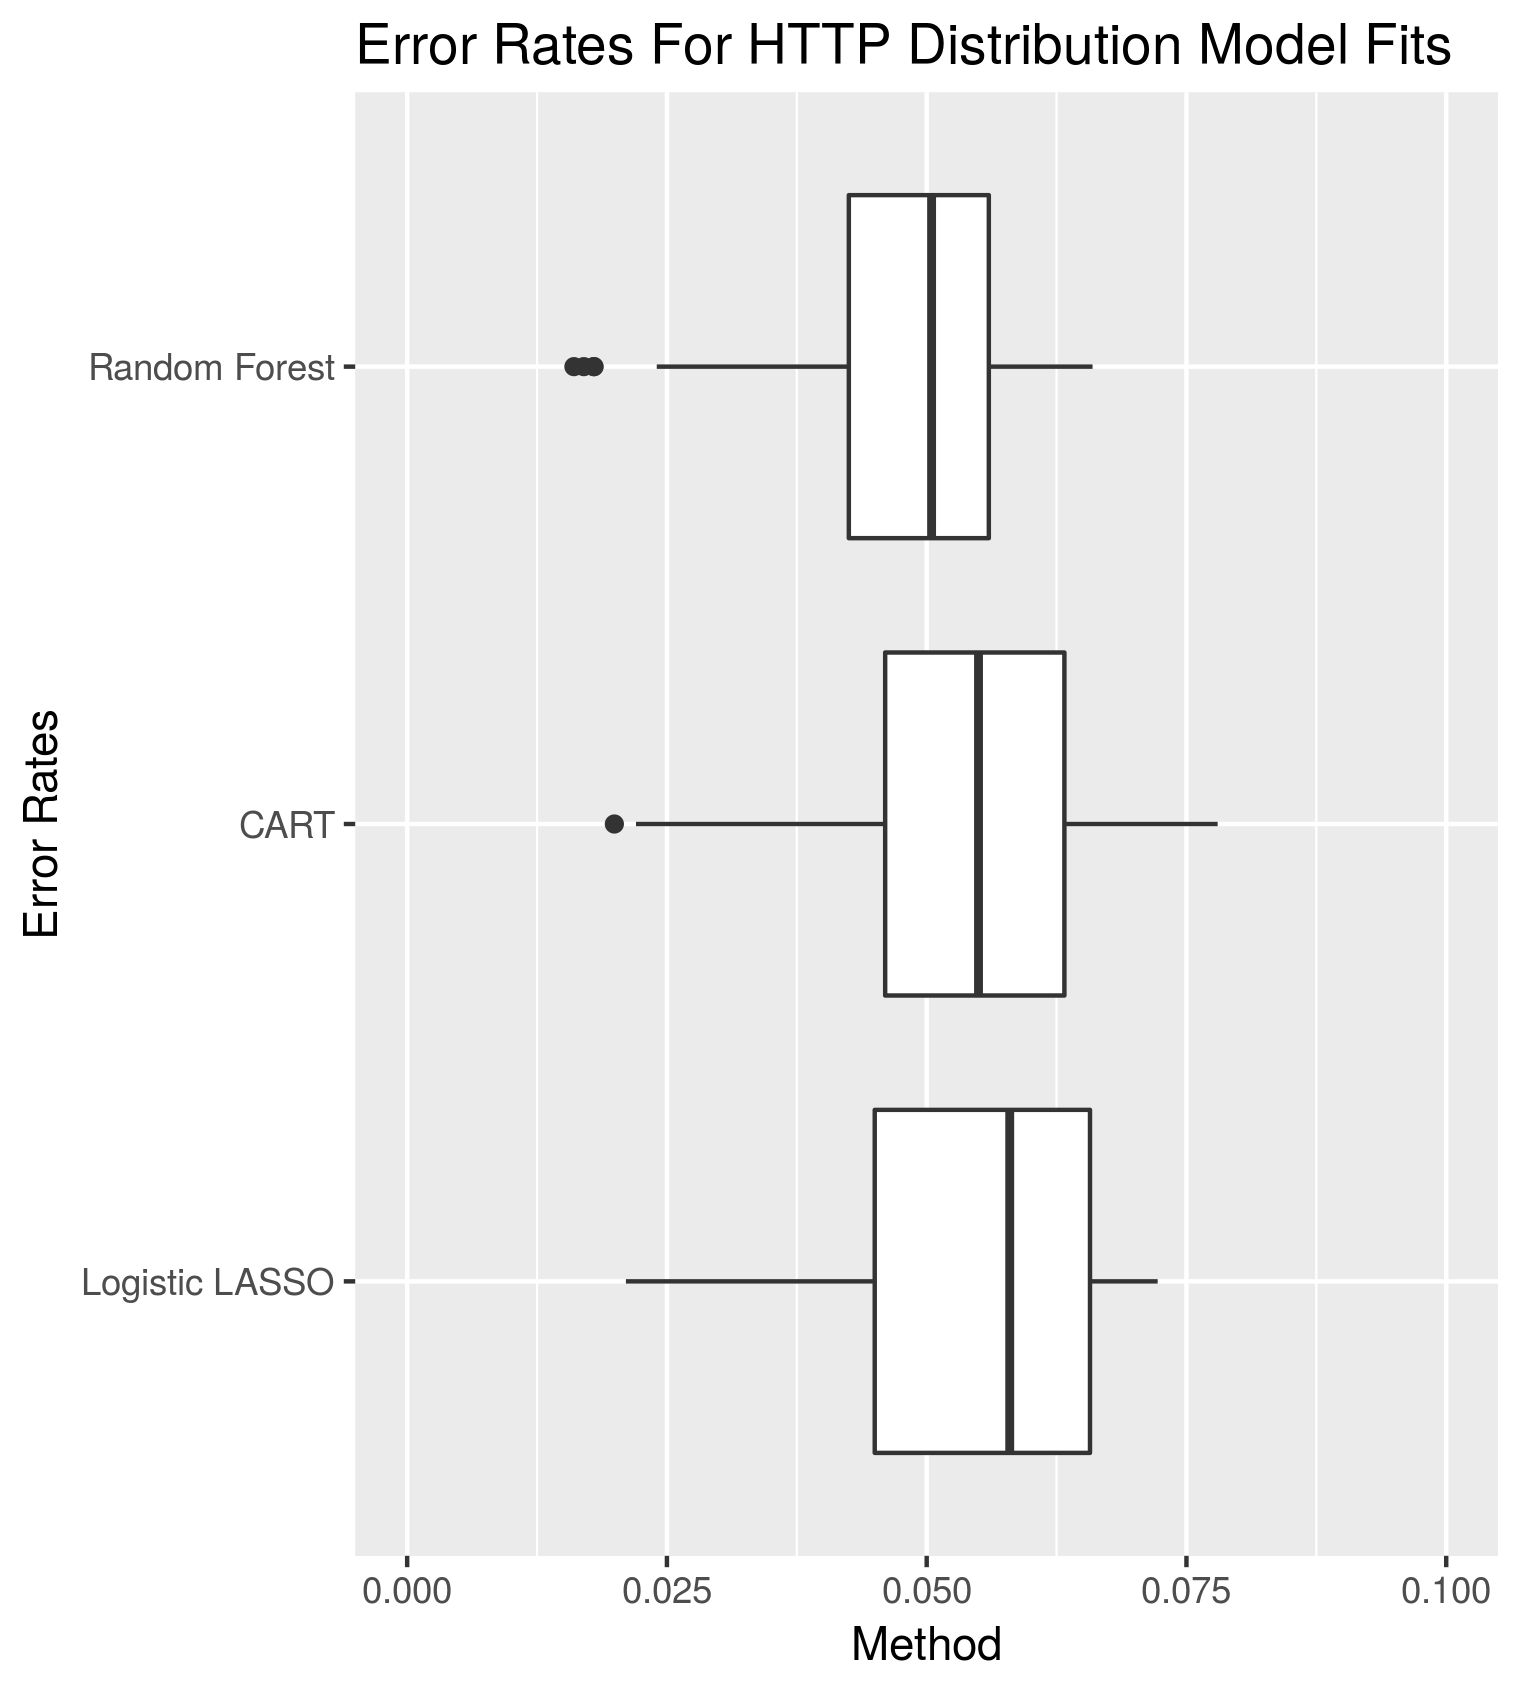 Error Rates For HTTP Distribution Model Fits
Error Rates
Random Forest
CART
Logistic LASSO
0.000 0.025 0.050 0.075 0.100
Method